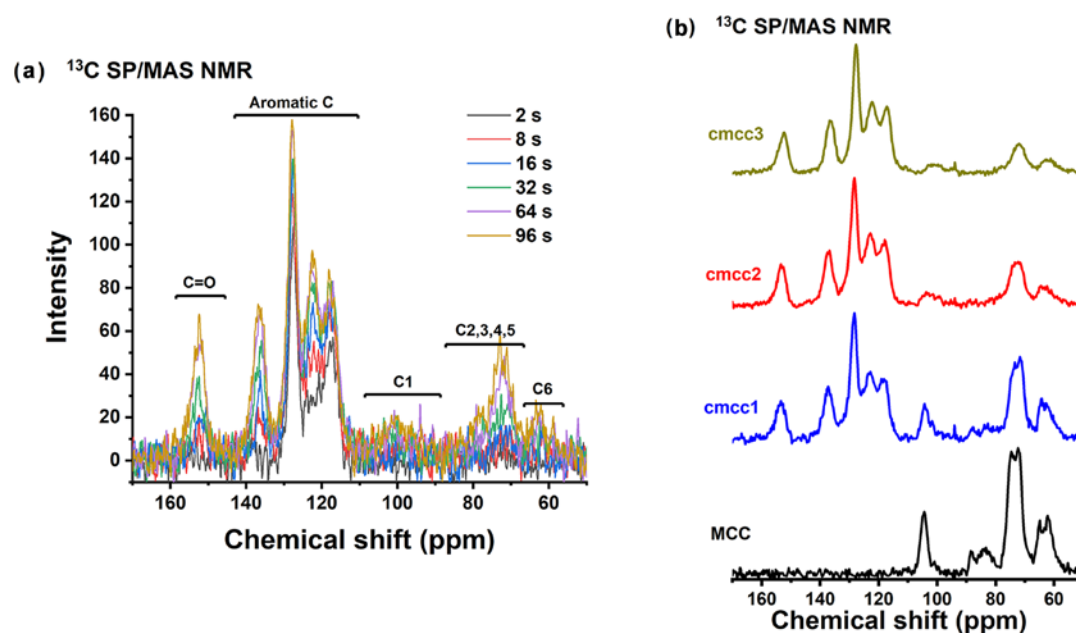 (a) ¹³C SP/MAS NMR
Aromatic C
160
140
120
100
80
60
40
20
0
Intensity
2 s
8 s
16 s
32 s
64 s
96 s
C=O
C2,3,4,5
C1
C6
160 140 120 100 80 60
Chemical shift (ppm)
(b) ¹³C SP/MAS NMR
cmcc3
cmcc2
cmcc1
MCC
160 140 120 100 80 60
Chemical shift (ppm)